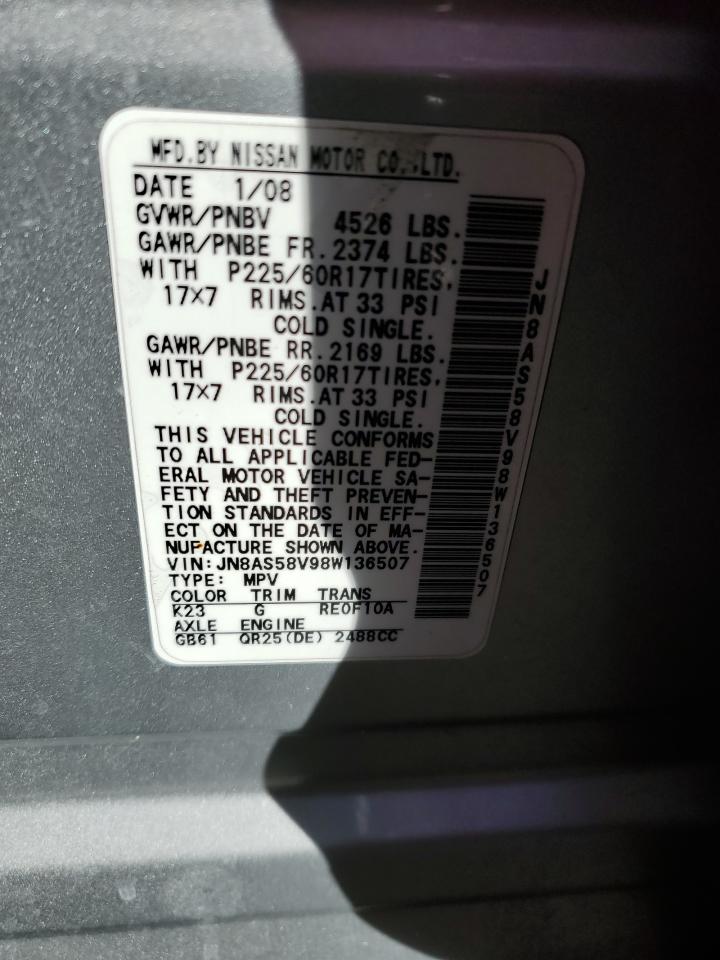 MFD.BY NISSAN MOTOR CO.,LTD.
DATE 1/08
GVWR/PNBV 4526 LBS.
GAWR/PNBE FR.2374 LBS.
WITH P225/60R17TIRES,
17×7 RIMS.AT 33 PSI
COLD SINGLE.
GAWR/PNBE RR.2169 LBS.
WITH P225/60R17TIRES,
17×7 RIMS.AT 33 PSI
COLD SINGLE.
THIS VEHICLE CONFORMS
TO ALL APPLICABLE FED-
ERAL MOTOR VEHICLE SA-
FETY AND THEFT PREVEN-
TION STANDARDS IN EFF-
ECT ON THE DATE OF MA-
NUFACTURE SHOWN ABOVE.
VIN:JN8AS58V98W136507
TYPE: MPV
COLOR TRIM TRANS
K23 G RE0F10A
AXLE ENGINE
GB61 QR25(DE) 2488CC
JN8AS58V98W136507